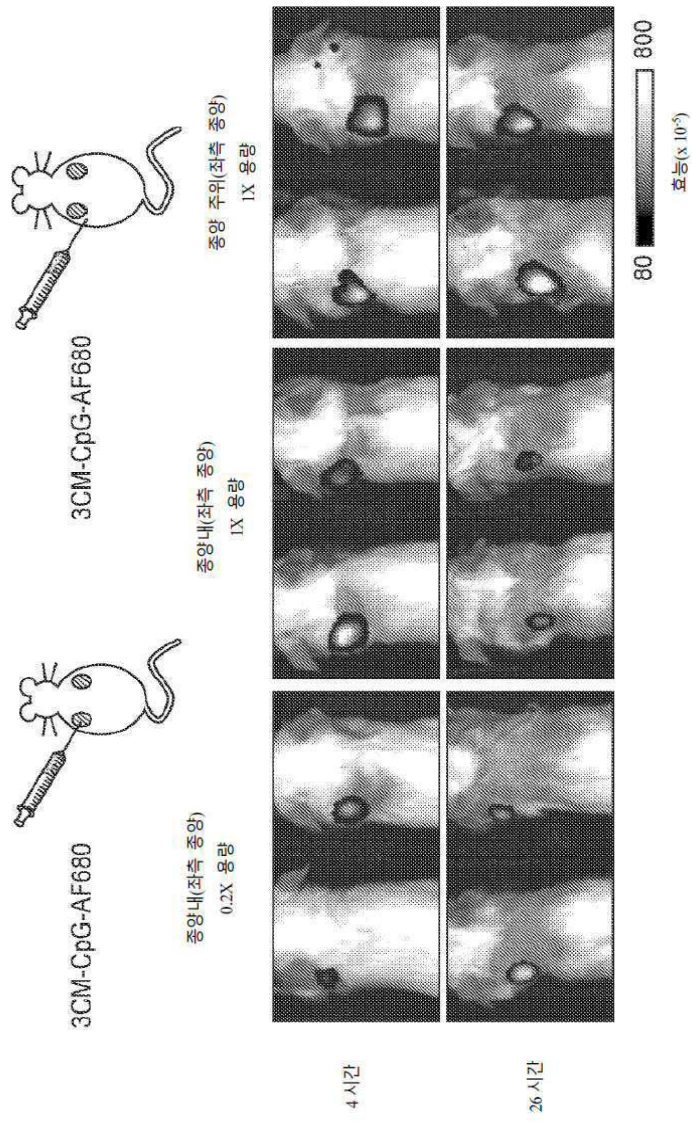 3CM-CpG-AF680
3CM-CpG-AF680
종양내(좌측 종양)
0.2X 용량
종양내(좌측 종양)
1X 용량
종양 주위(좌측 종양)
1X 용량
4 시간
26 시간
80
800
효능(x 10⁻⁵)